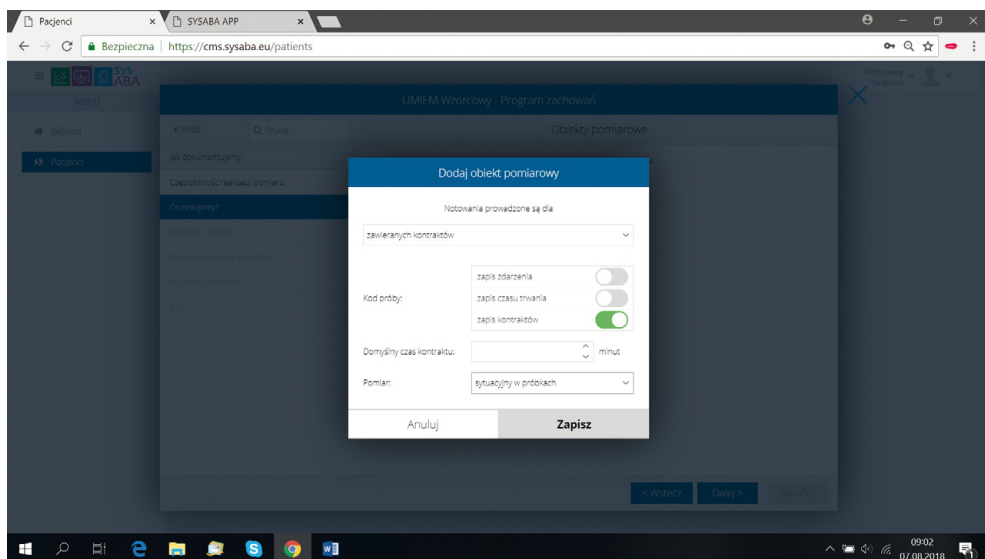 Pacjenci
SYSABA APP
Bezpieczna
https://cms.sysaba.eu/patients
SYS
ABA
Wzorcowy
Terapeuta
Menu
UMIEM Wzorcowy - Program zachowań
Główna
< Wróć
Szukaj...
Obiekty pomiarowe
Pacjenci
Jak dokumentujemy
Dodaj obiekt pomiarowy
Częstotliwość realizacji pomiaru
Co notujemy?
Notowania prowadzone są dla
zawieranych kontraktów
zapis zdarzenia
Kod próby:
zapis czasu trwania
zapis kontraktów
Domyślny czas kontraktu:
minut
Pomiar:
sytuacyjny w próbkach
Anuluj
Zapisz
< Wstecz
Dalej >
09:02
07.08.2018